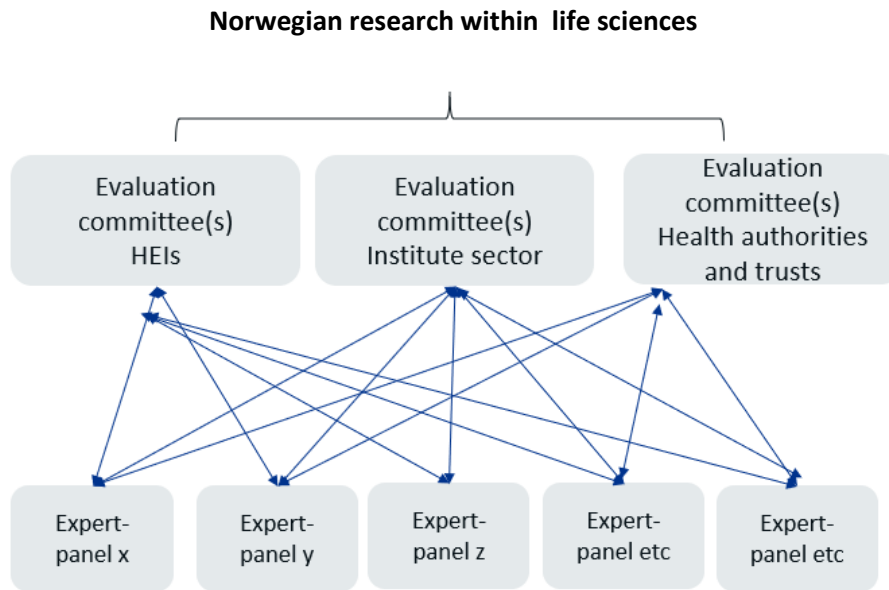 Norwegian research within life sciences
Evaluation
committee(s)
HEIs
Evaluation
committee(s)
Institute sector
Evaluation
committee(s)
Health authorities
and trusts
Expert-
panel x
Expert-
panel y
Expert-
panel z
Expert-
panel etc
Expert-
panel etc